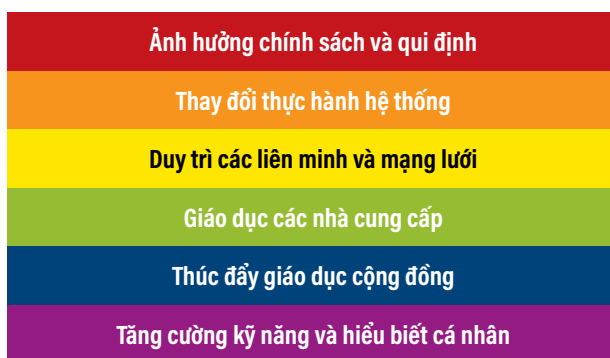 Ảnh hưởng chính sách và qui định
Thay đổi thực hành hệ thống
Duy trì các liên minh và mạng lưới
Giáo dục các nhà cung cấp
Thúc đẩy giáo dục cộng đồng
Tăng cường kỹ năng và hiểu biết cá nhân